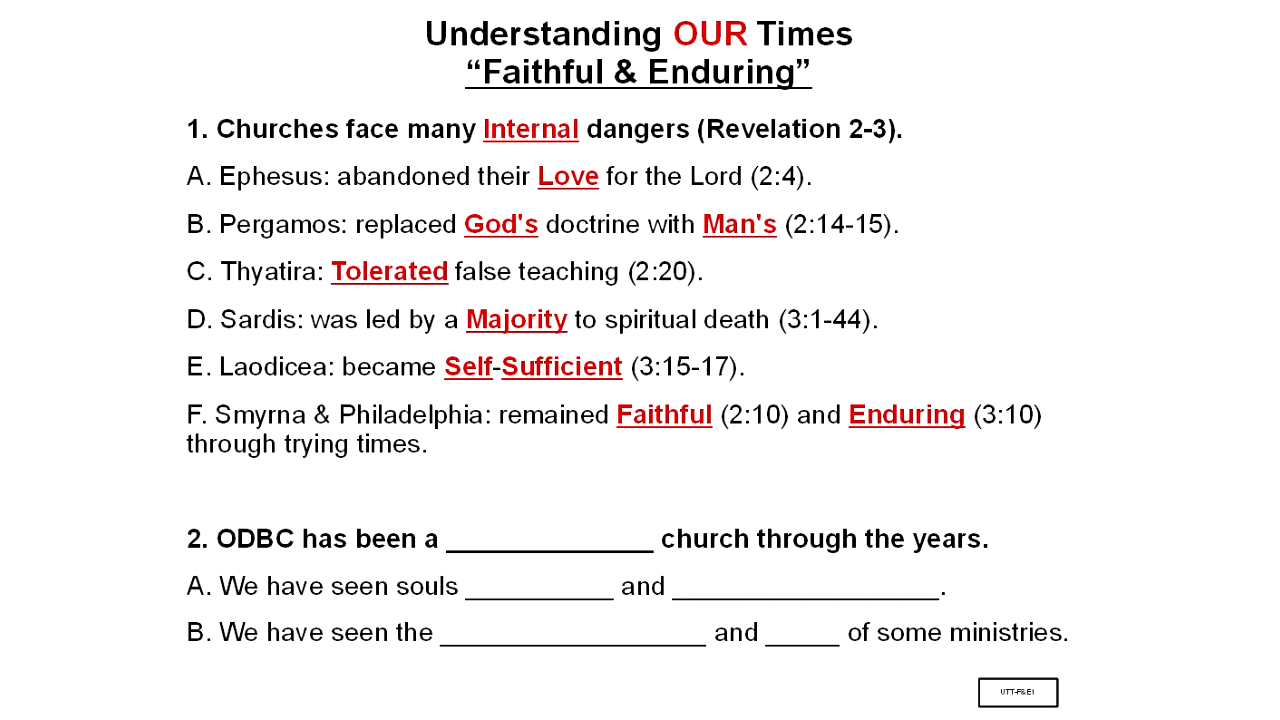 Understanding OUR Times
“Faithful & Enduring”
1. Churches face many Internal dangers (Revelation 2-3).
A. Ephesus: abandoned their Love for the Lord (2:4).
B. Pergamos: replaced God's doctrine with Man's (2:14-15).
C. Thyatira: Tolerated false teaching (2:20).
D. Sardis: was led by a Majority to spiritual death (3:1-44).
E. Laodicea: became Self-Sufficient (3:15-17).
F. Smyrna & Philadelphia: remained Faithful (2:10) and Enduring (3:10)
through trying times.
2. ODBC has been a ______________ church through the years.
A. We have seen souls __________ and __________________.
B. We have seen the __________________ and _____ of some ministries.
UTT-F&E1